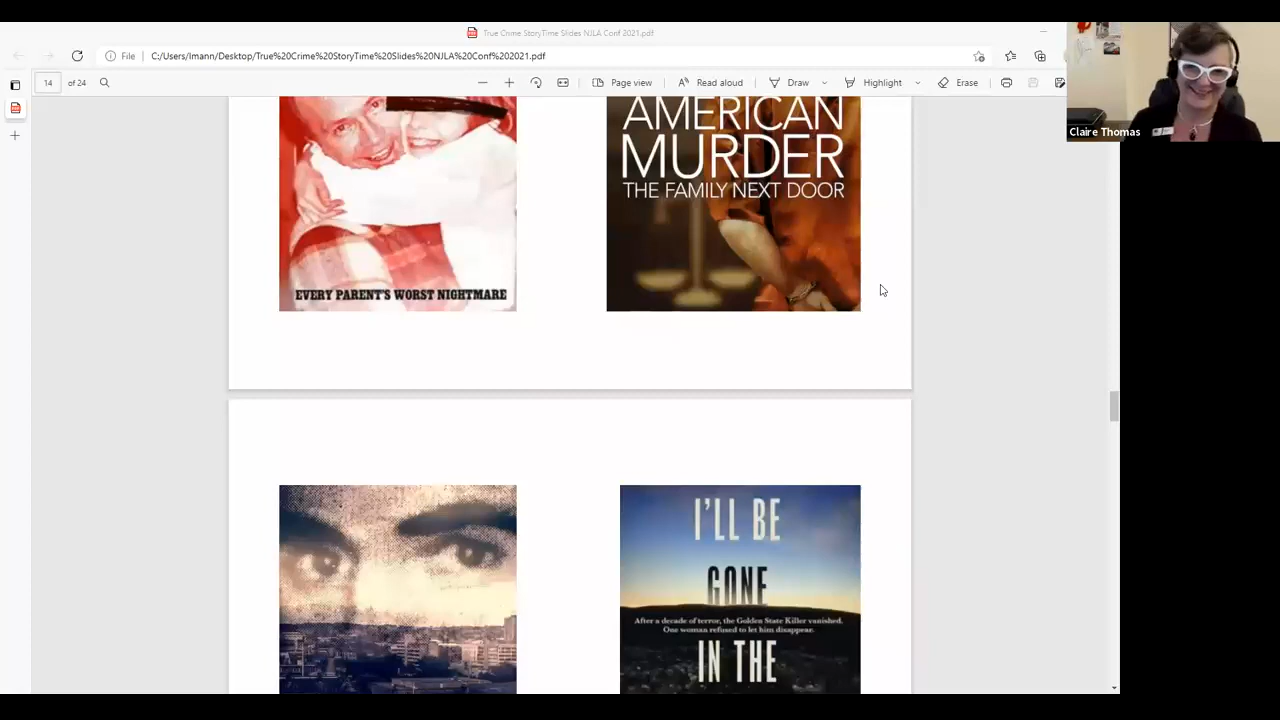 True Crime StoryTime Slides NJLA Conf 2021.pdf
File
C:/Users/lmann/Desktop/True%20Crime%20StoryTime%20Slides%20NJLA%20Conf%202021.pdf
14 of 24
Page view
Read aloud
Draw
Highlight
Erase
Claire Thomas
EVERY PARENT'S WORST NIGHTMARE
AMERICAN
MURDER
THE FAMILY NEXT DOOR
I'LL BE
GONE
After a decade of terror, the Golden State Killer vanished.
One woman refused to let him disappear.
IN THE